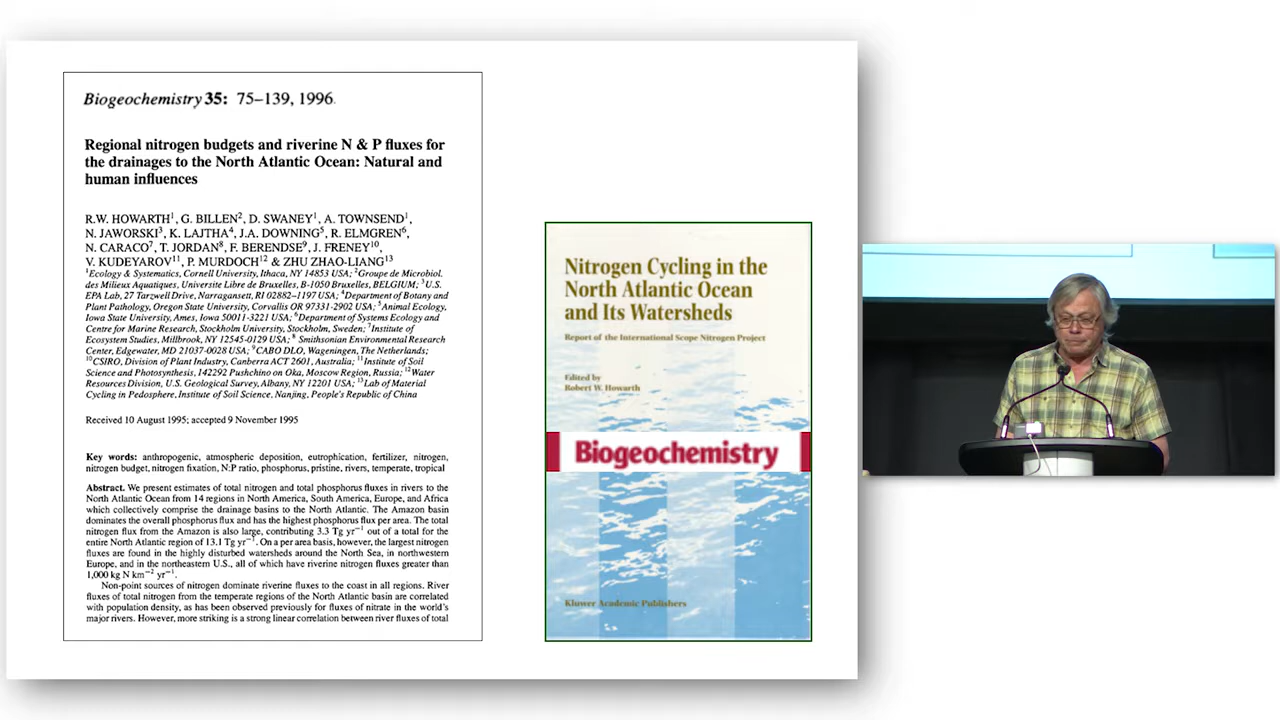 Biogeochemistry 35: 75–139, 1996.
Regional nitrogen budgets and riverine N & P fluxes for
the drainages to the North Atlantic Ocean: Natural and
human influences
R.W. HOWARTH¹, G. BILLEN², D. SWANEY¹, A. TOWNSEND¹,
N. JAWORSKI³, K. LAJTHA⁴, J.A. DOWNING⁵, R. ELMGREN⁶,
N. CARACO⁷, T. JORDAN⁸, F. BERENDSE⁹, J. FRENEY¹⁰,
V. KUDEYAROV¹¹, P. MURDOCH¹² & ZHU ZHAO-LIANG¹³
¹Ecology & Systematics, Cornell University, Ithaca, NY 14853 USA; ²Groupe de Microbiol.
des Milieux Aquatiques, Universite Libre de Bruxelles, B-1050 Bruxelles, BELGIUM; ³U.S.
EPA Lab, 27 Tarzwell Drive, Narragansett, RI 02882–1197 USA; ⁴Department of Botany and
Plant Pathology, Oregon State University, Corvallis OR 97331-2902 USA; ⁵Animal Ecology,
Iowa State University, Ames, Iowa 50011-3221 USA; ⁶Department of Systems Ecology and
Centre for Marine Research, Stockholm University, Stockholm, Sweden; ⁷Institute of
Ecosystem Studies, Millbrook, NY 12545-0129 USA; ⁸ Smithsonian Environmental Research
Center, Edgewater, MD 21037-0028 USA; ⁹CABO DLO, Wageningen, The Netherlands;
¹⁰CSIRO, Division of Plant Industry, Canberra ACT 2601, Australia; ¹¹Institute of Soil
Science and Photosynthesis, 142292 Pushchino on Oka, Moscow Region, Russia; ¹²Water
Resources Division, U.S. Geological Survey, Albany, NY 12201 USA; ¹³Lab of Material
Cycling in Pedosphere, Institute of Soil Science, Nanjing, People's Republic of China
Received 10 August 1995; accepted 9 November 1995
Key words: anthropogenic, atmospheric deposition, eutrophication, fertilizer, nitrogen,
nitrogen budget, nitrogen fixation, N:P ratio, phosphorus, pristine, rivers, temperate, tropical
Abstract. We present estimates of total nitrogen and total phosphorus fluxes in rivers to the
North Atlantic Ocean from 14 regions in North America, South America, Europe, and Africa
which collectively comprise the drainage basins to the North Atlantic. The Amazon basin
dominates the overall phosphorus flux and has the highest phosphorus flux per area. The total
nitrogen flux from the Amazon is also large, contributing 3.3 Tg yr⁻¹ out of a total for the
entire North Atlantic region of 13.1 Tg yr⁻¹. On a per area basis, however, the largest nitrogen
fluxes are found in the highly disturbed watersheds around the North Sea, in northwestern
Europe, and in the northeastern U.S., all of which have riverine nitrogen fluxes greater than
1,000 kg N km⁻² yr⁻¹.
Non-point sources of nitrogen dominate riverine fluxes to the coast in all regions. River
fluxes of total nitrogen from the temperate regions of the North Atlantic basin are correlated
with population density, as has been observed previously for fluxes of nitrate in the world's
major rivers. However, more striking is a strong linear correlation between river fluxes of total
Nitrogen Cycling in the
North Atlantic Ocean
and Its Watersheds
Report of the International Scope Nitrogen Project
Edited by
Robert W. Howarth
Biogeochemistry
Kluwer Academic Publishers